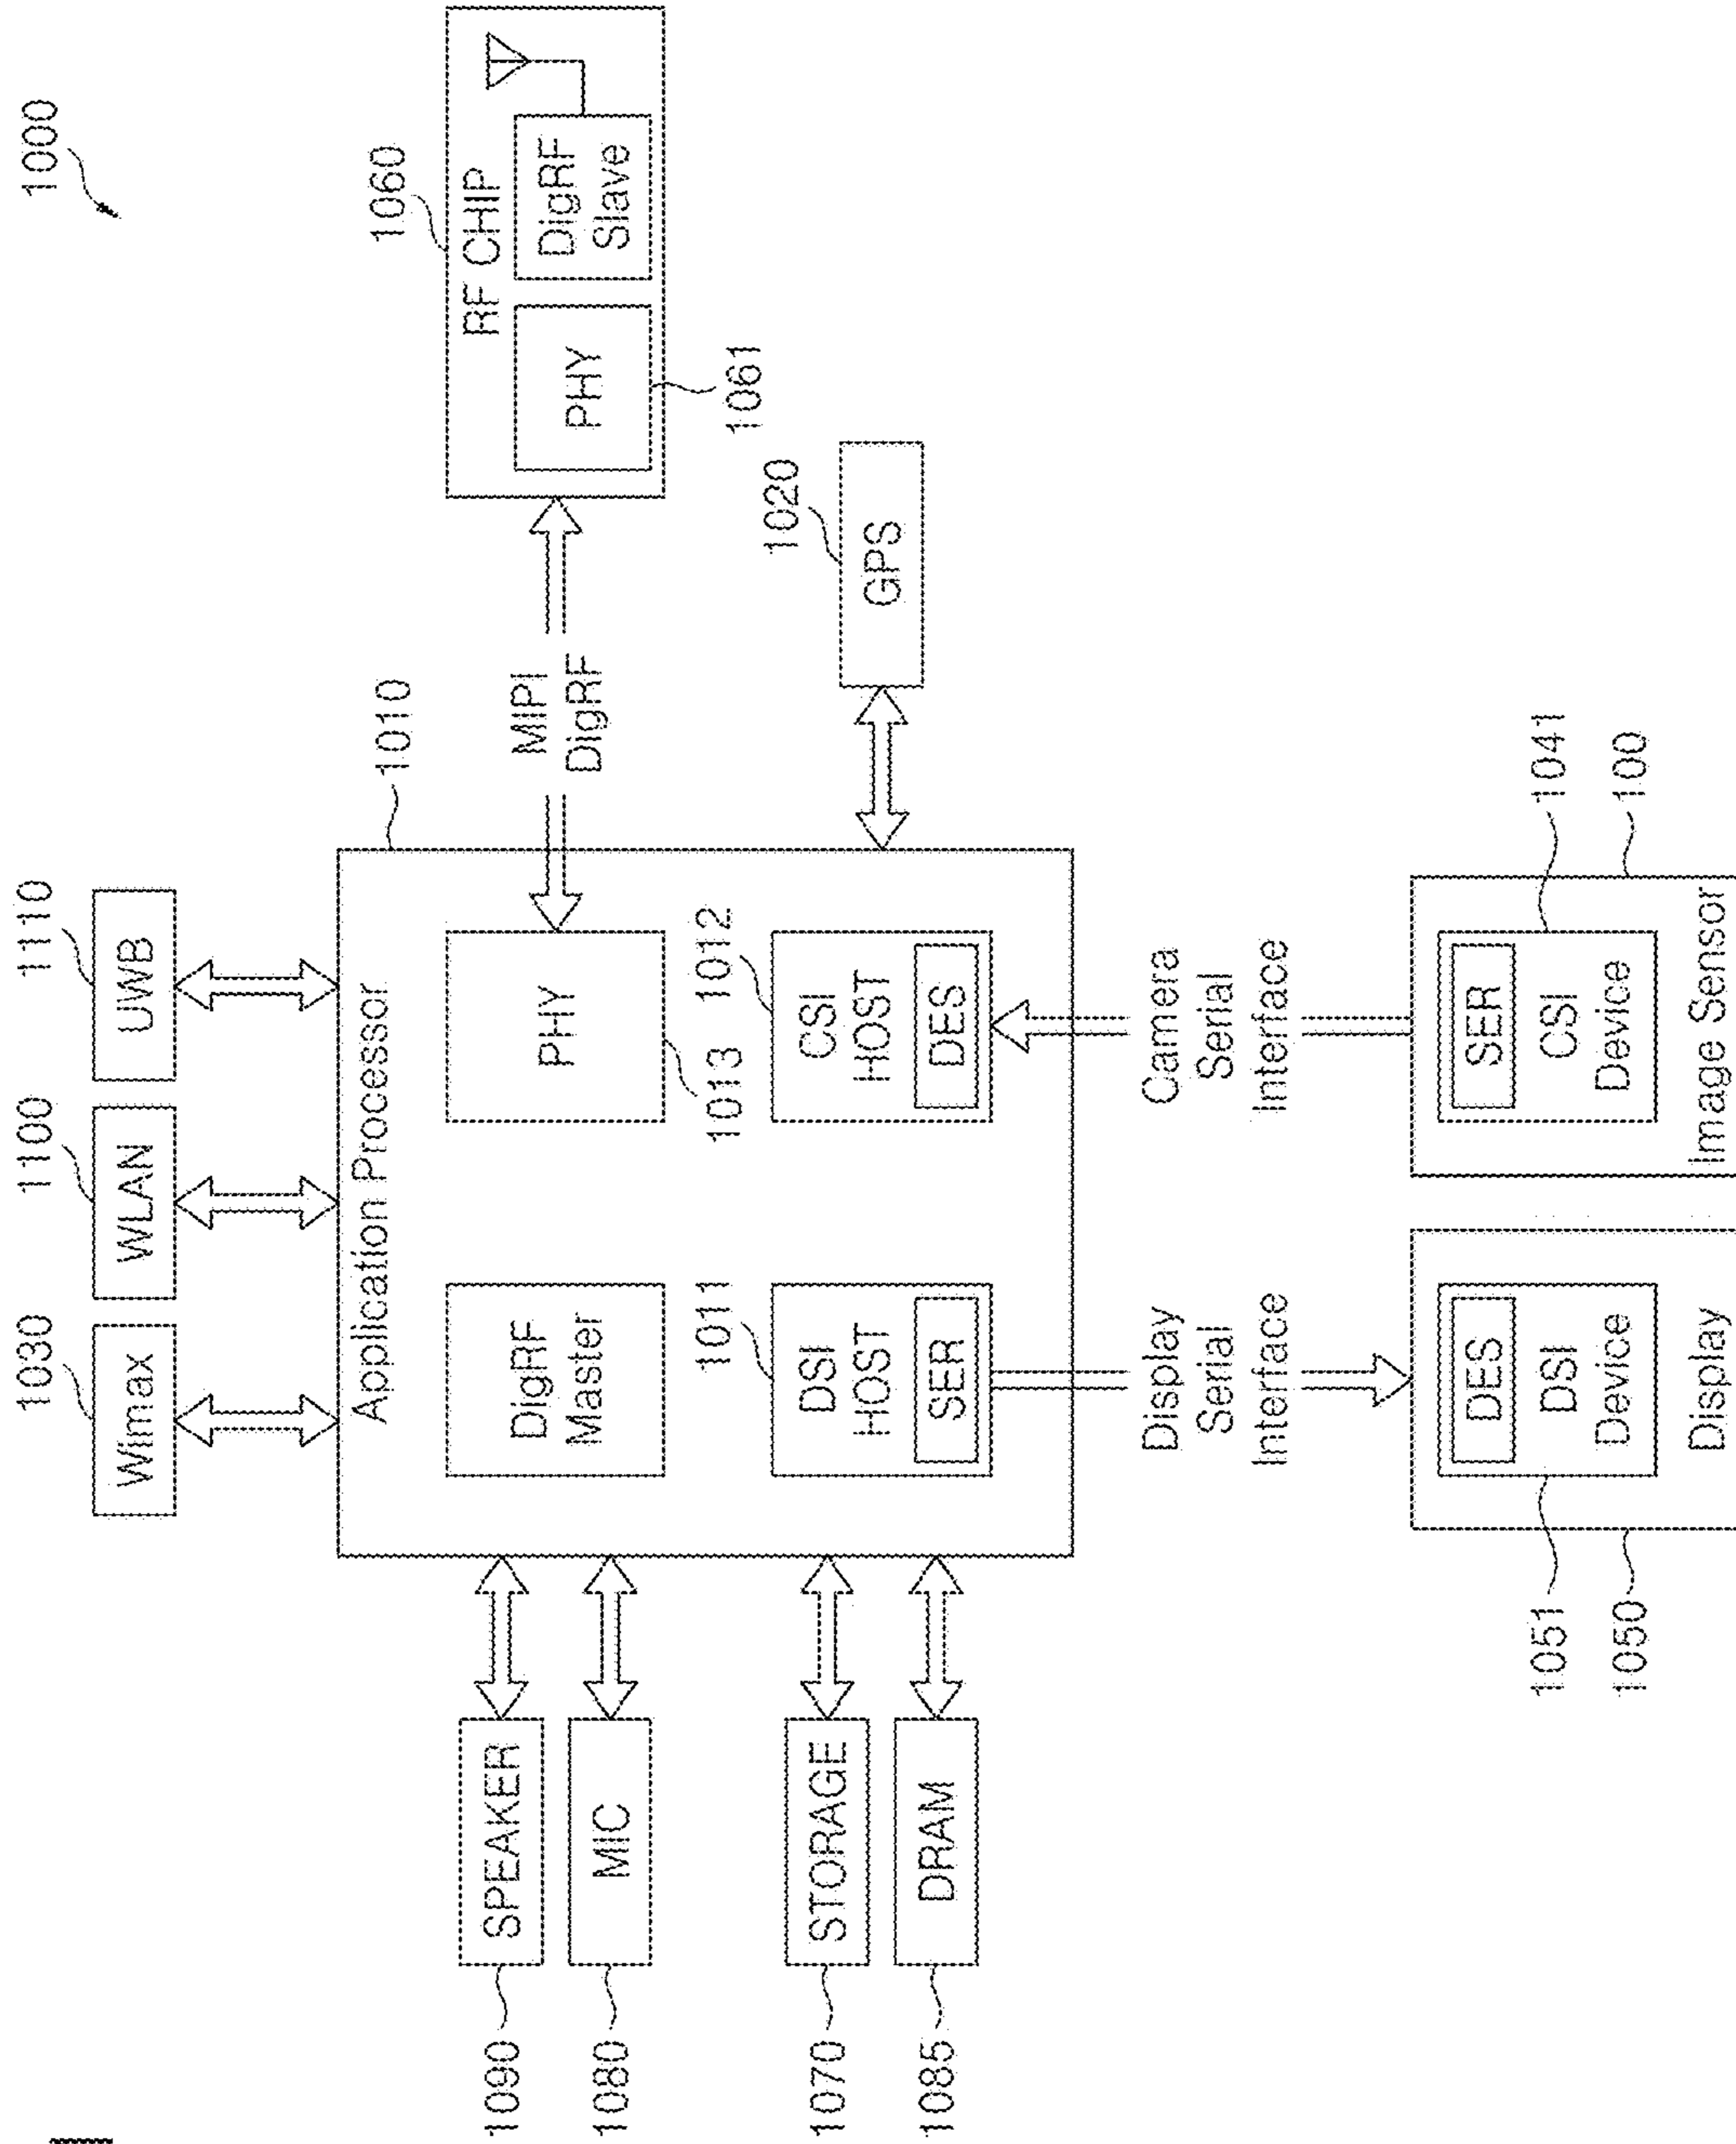 1000
1030
1100
1110
Wimax
WLAN
UWB
1010
Application Processor
1060
RF CHIP
DigRF
Master
PHY
1013
MIPI
DigRF
PHY
1061
DigRF
Slave
1090
SPEAKER
1080
MIC
1070
STORAGE
1085
DRAM
1011
DSI
HOST
SER
1012
CSI
HOST
DES
1020
GPS
Display
Serial
Interface
Camera
Serial
Interface
1051
DES
DSI
Device
1050
Display
SER
CSI
Device
1041
100
Image Sensor